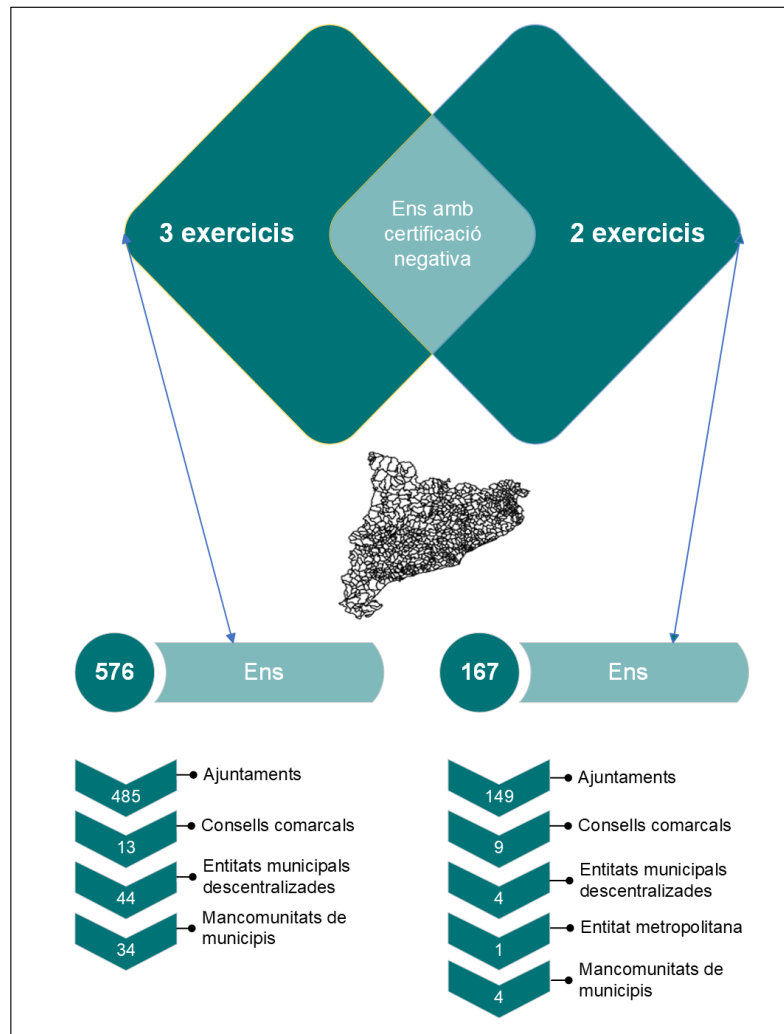 3 exercicis
Ens amb
certificació
negativa
2 exercicis
576
Ens
485
Ajuntaments
13
Consells comarcals
44
Entitats municipals
descentralizades
34
Mancomunitats de
municipis
167
Ens
149
Ajuntaments
9
Consells comarcals
4
Entitats municipals
descentralizades
1
Entitat metropolitana
4
Mancomunitats de
municipis